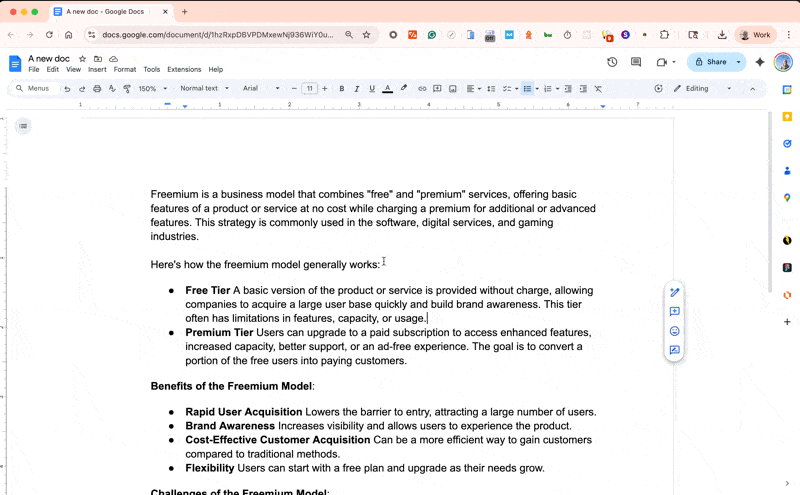 A new doc - Google Docs
docs.google.com/document/d/1hzRxpDBVPDMxewNj936WiY0u...
Work
A new doc
File Edit View Insert Format Tools Extensions Help
Share
Menus 150% Normal text Arial 11 B I U A Editing
1 1 2 3 4 5 6 7
Freemium is a business model that combines "free" and "premium" services, offering basic
features of a product or service at no cost while charging a premium for additional or advanced
features. This strategy is commonly used in the software, digital services, and gaming
industries.
Here's how the freemium model generally works:
● Free Tier A basic version of the product or service is provided without charge, allowing
companies to acquire a large user base quickly and build brand awareness. This tier
often has limitations in features, capacity, or usage.
● Premium Tier Users can upgrade to a paid subscription to access enhanced features,
increased capacity, better support, or an ad-free experience. The goal is to convert a
portion of the free users into paying customers.
Benefits of the Freemium Model:
● Rapid User Acquisition Lowers the barrier to entry, attracting a large number of users.
● Brand Awareness Increases visibility and allows users to experience the product.
● Cost-Effective Customer Acquisition Can be a more efficient way to gain customers
compared to traditional methods.
● Flexibility Users can start with a free plan and upgrade as their needs grow.
Challenges of the Freemium Model: